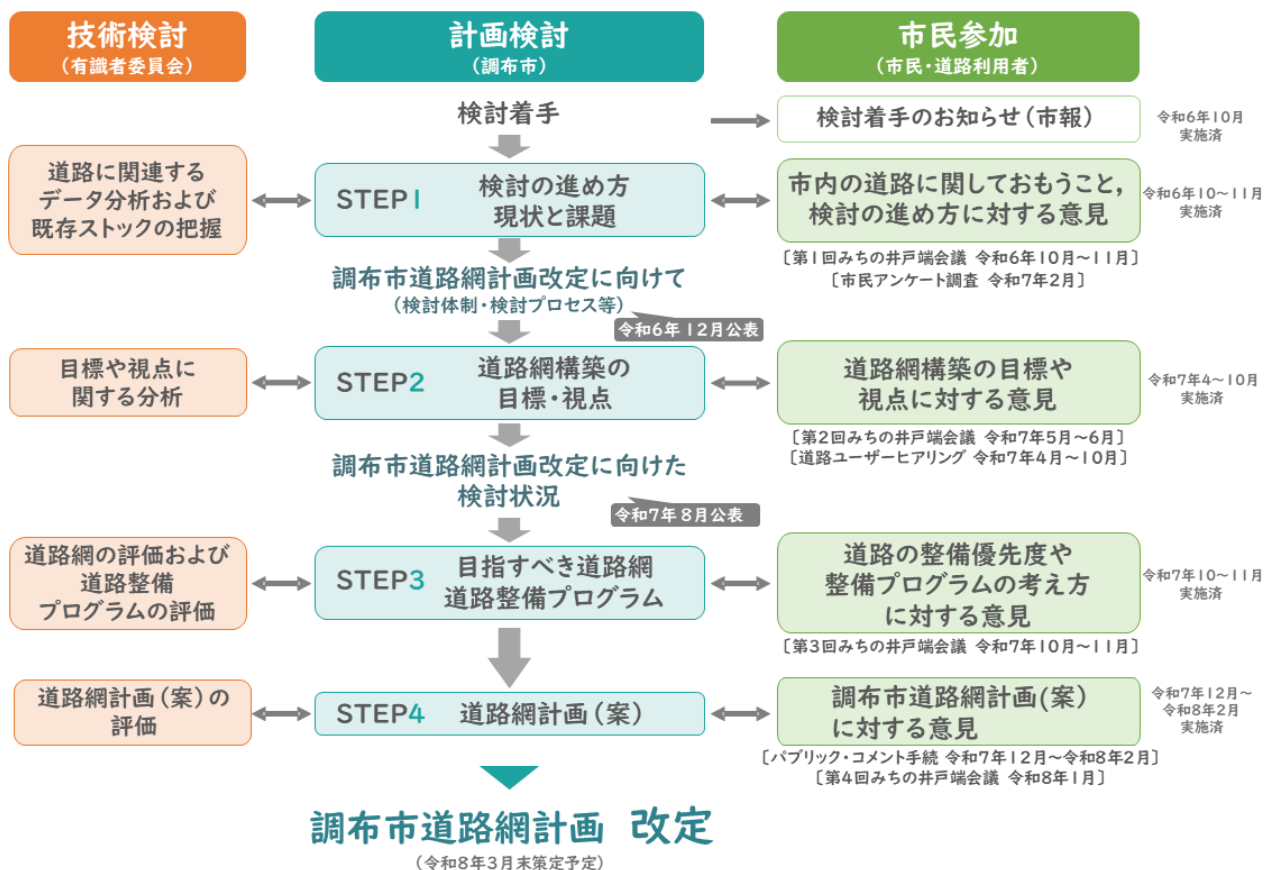 技術検討
(有識者委員会)
計画検討
(調布市)
市民参加
(市民・道路利用者)
検討着手
検討着手のお知らせ(市報)
令和6年10月
実施済
道路に関連する
データ分析および
既存ストックの把握
STEP1
検討の進め方
現状と課題
市内の道路に関しておもうこと,
検討の進め方に対する意見
令和6年10~11月
実施済
〔第1回みちの井戸端会議 令和6年10月~11月〕
〔市民アンケート調査 令和7年2月〕
調布市道路網計画改定に向けて
(検討体制・検討プロセス等)
令和6年12月公表
目標や視点に
関する分析
STEP2
道路網構築の
目標・視点
道路網構築の目標や
視点に対する意見
令和7年4~10月
実施済
〔第2回みちの井戸端会議 令和7年5月~6月〕
〔道路ユーザーヒアリング 令和7年4月~10月〕
調布市道路網計画改定に向けた
検討状況
令和7年8月公表
道路網の評価および
道路整備
プログラムの評価
STEP3
目指すべき道路網
道路整備プログラム
道路の整備優先度や
整備プログラムの考え方
に対する意見
令和7年10~11月
実施済
〔第3回みちの井戸端会議 令和7年10月~11月〕
道路網計画(案)の
評価
STEP4
道路網計画(案)
調布市道路網計画(案)
に対する意見
令和7年12月~
令和8年2月
実施済
〔パブリック・コメント手続 令和7年12月~令和8年2月〕
〔第4回みちの井戸端会議 令和8年1月〕
調布市道路網計画 改定
(令和8年3月末策定予定)